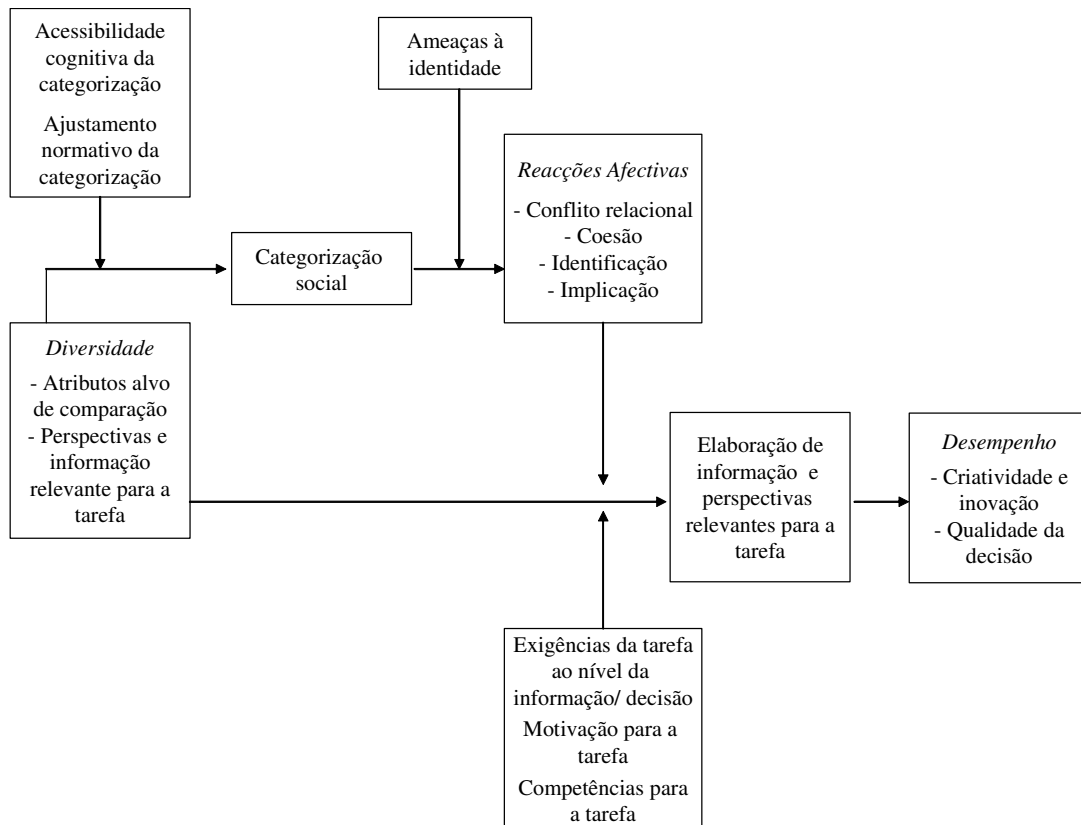 Acessibilidade
cognitiva da
categorização
Ajustamento
normativo da
categorização
Ameaças à
identidade
Reacções Afectivas
- Conflito relacional
- Coesão
- Identificação
- Implicação
Categorização
social
Diversidade
- Atributos alvo
de comparação
- Perspectivas e
informação
relevante para a
tarefa
Elaboração de
informação e
perspectivas
relevantes para a
tarefa
Desempenho
- Criatividade e
inovação
- Qualidade da
decisão
Exigências da tarefa
ao nível da
informação/ decisão
Motivação para a
tarefa
Competências para
a tarefa